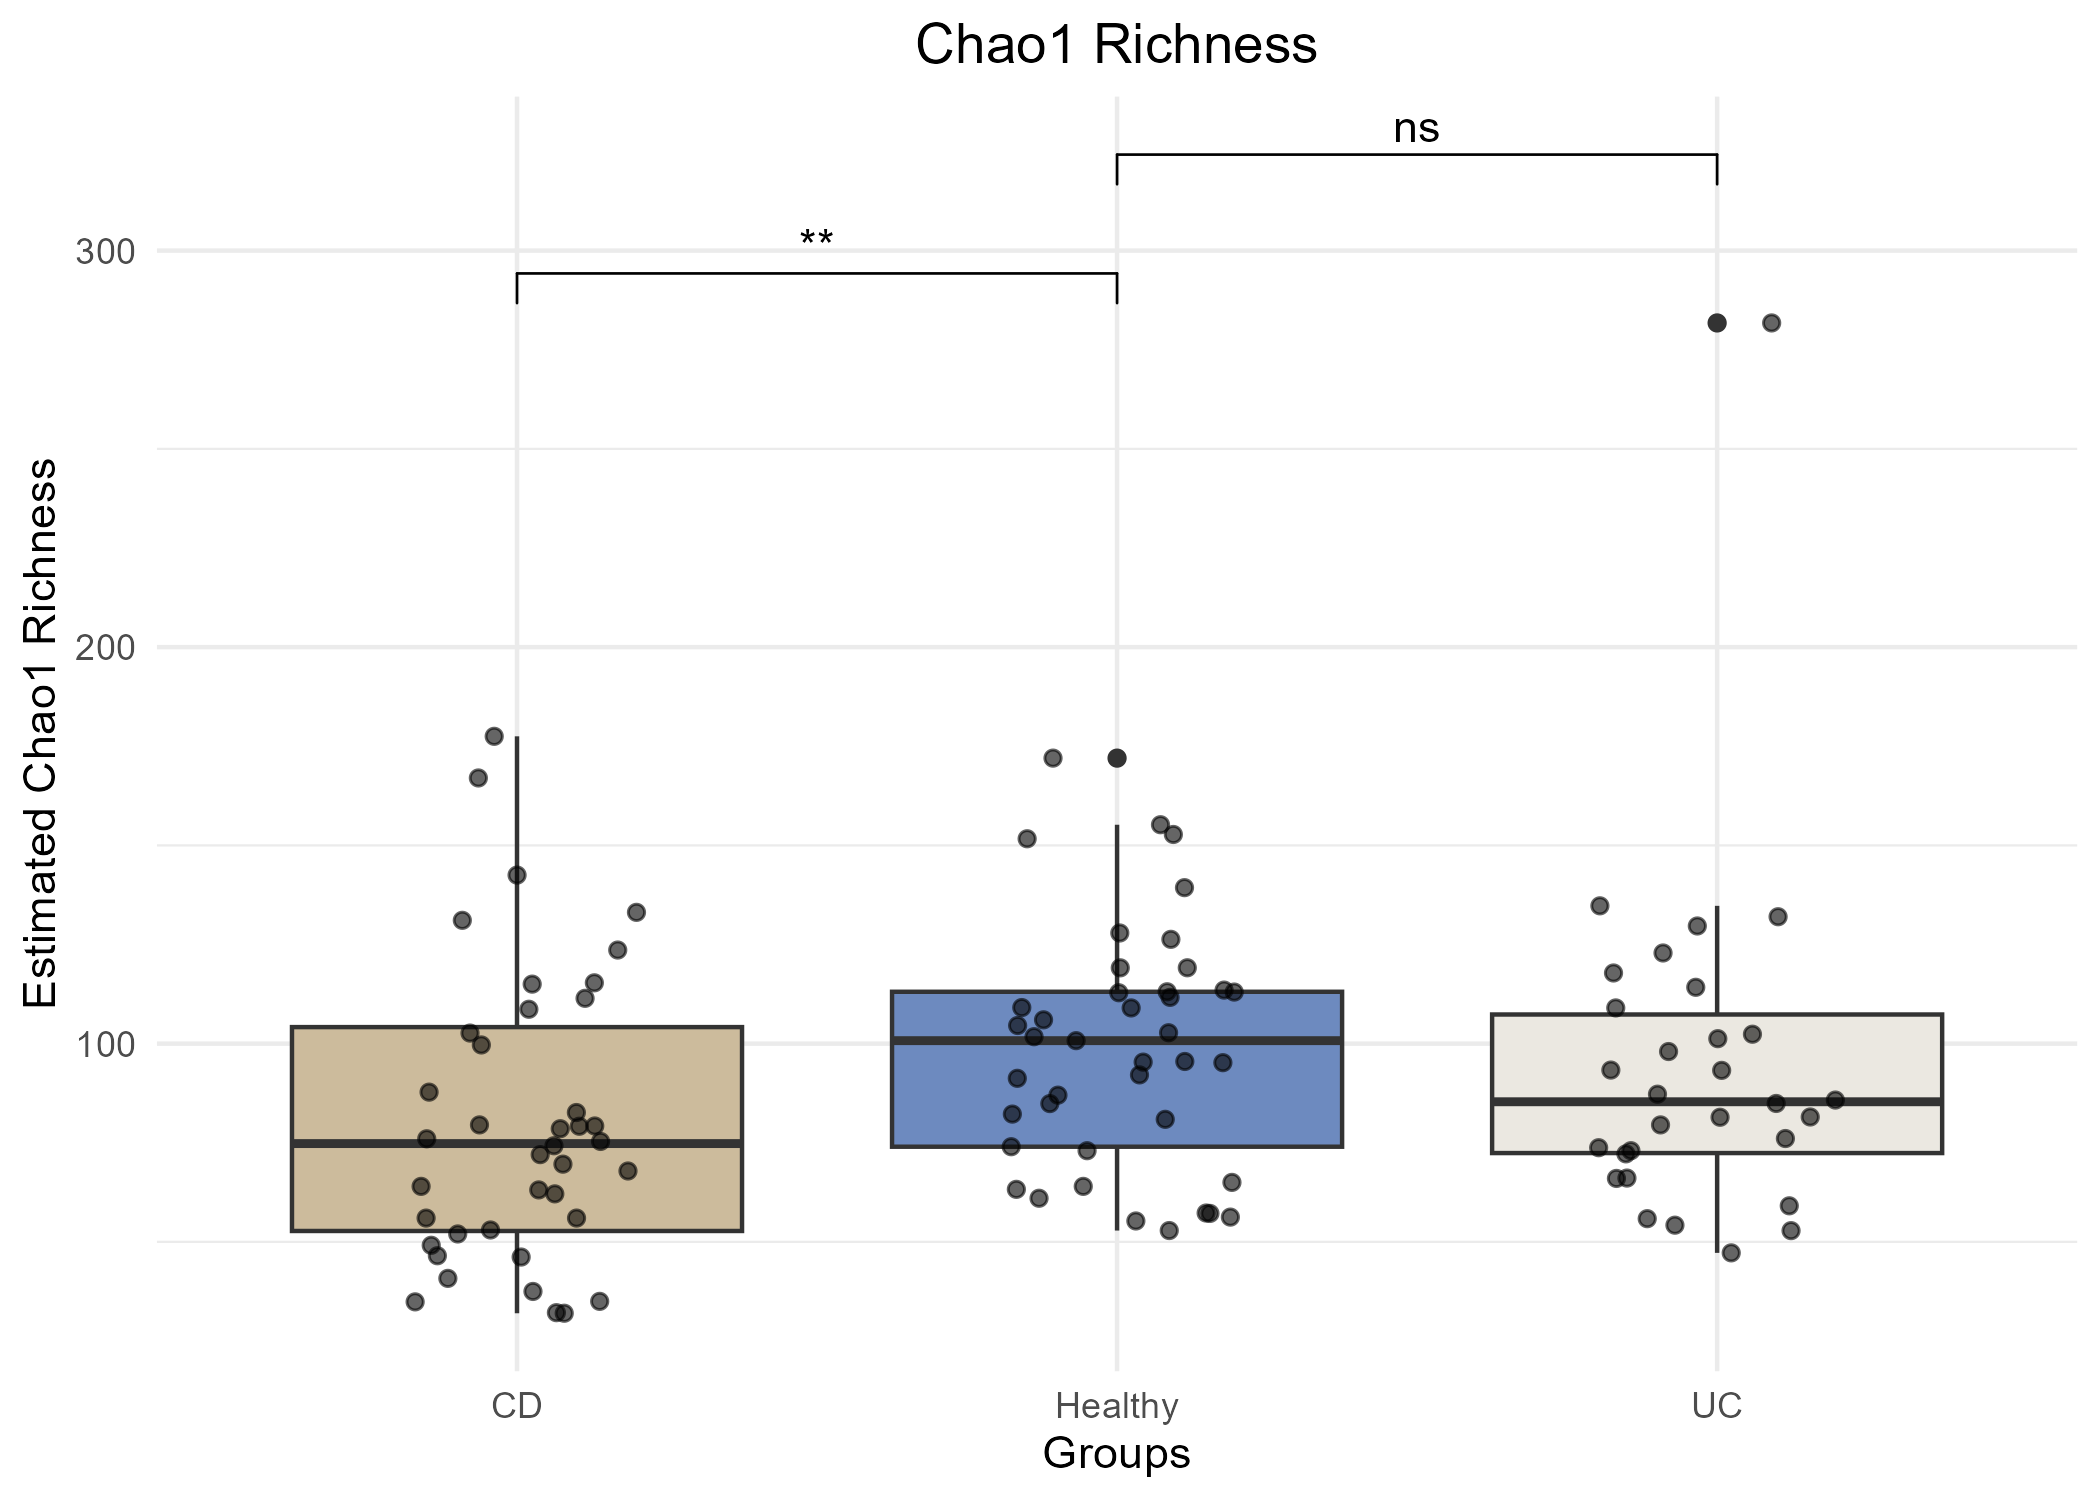 Chao1 Richness
ns
**
300
200
100
Estimated Chao1 Richness
CD
Healthy
UC
Groups